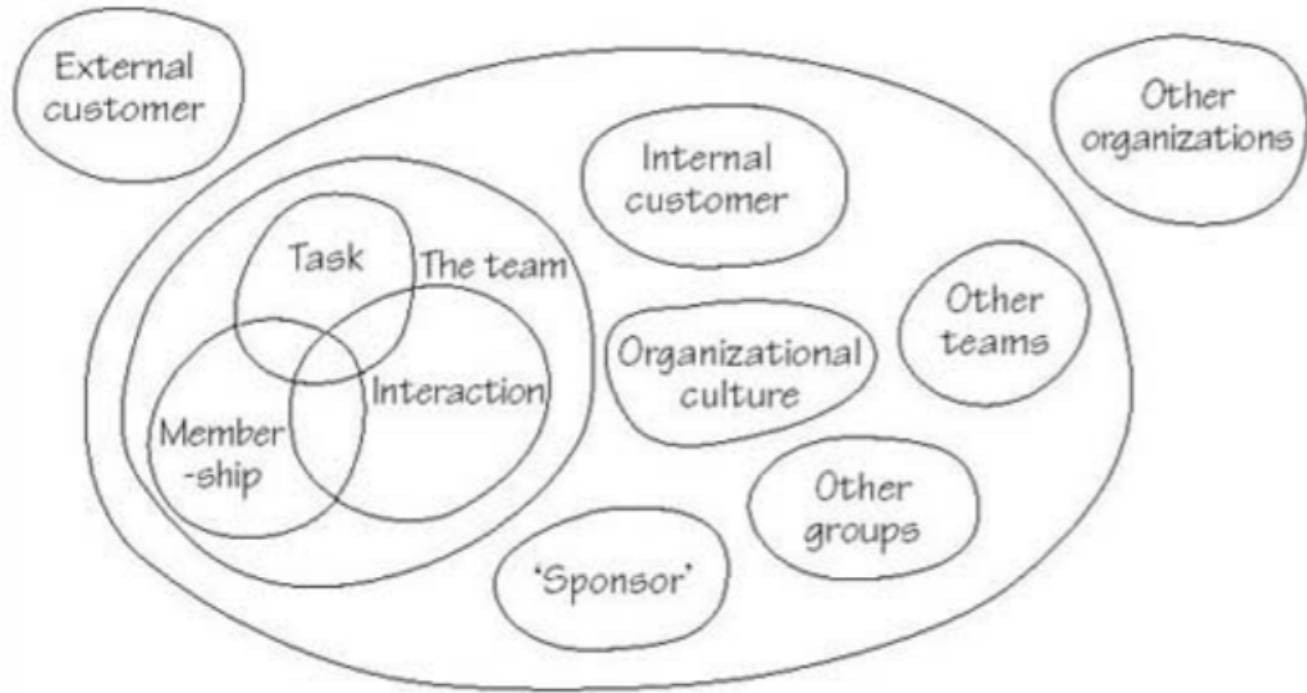 External
customer
Other
organizations
Internal
customer
Task
The team
Other
teams
Organizational
culture
Interaction
Member
-ship
Other
groups
'Sponsor'